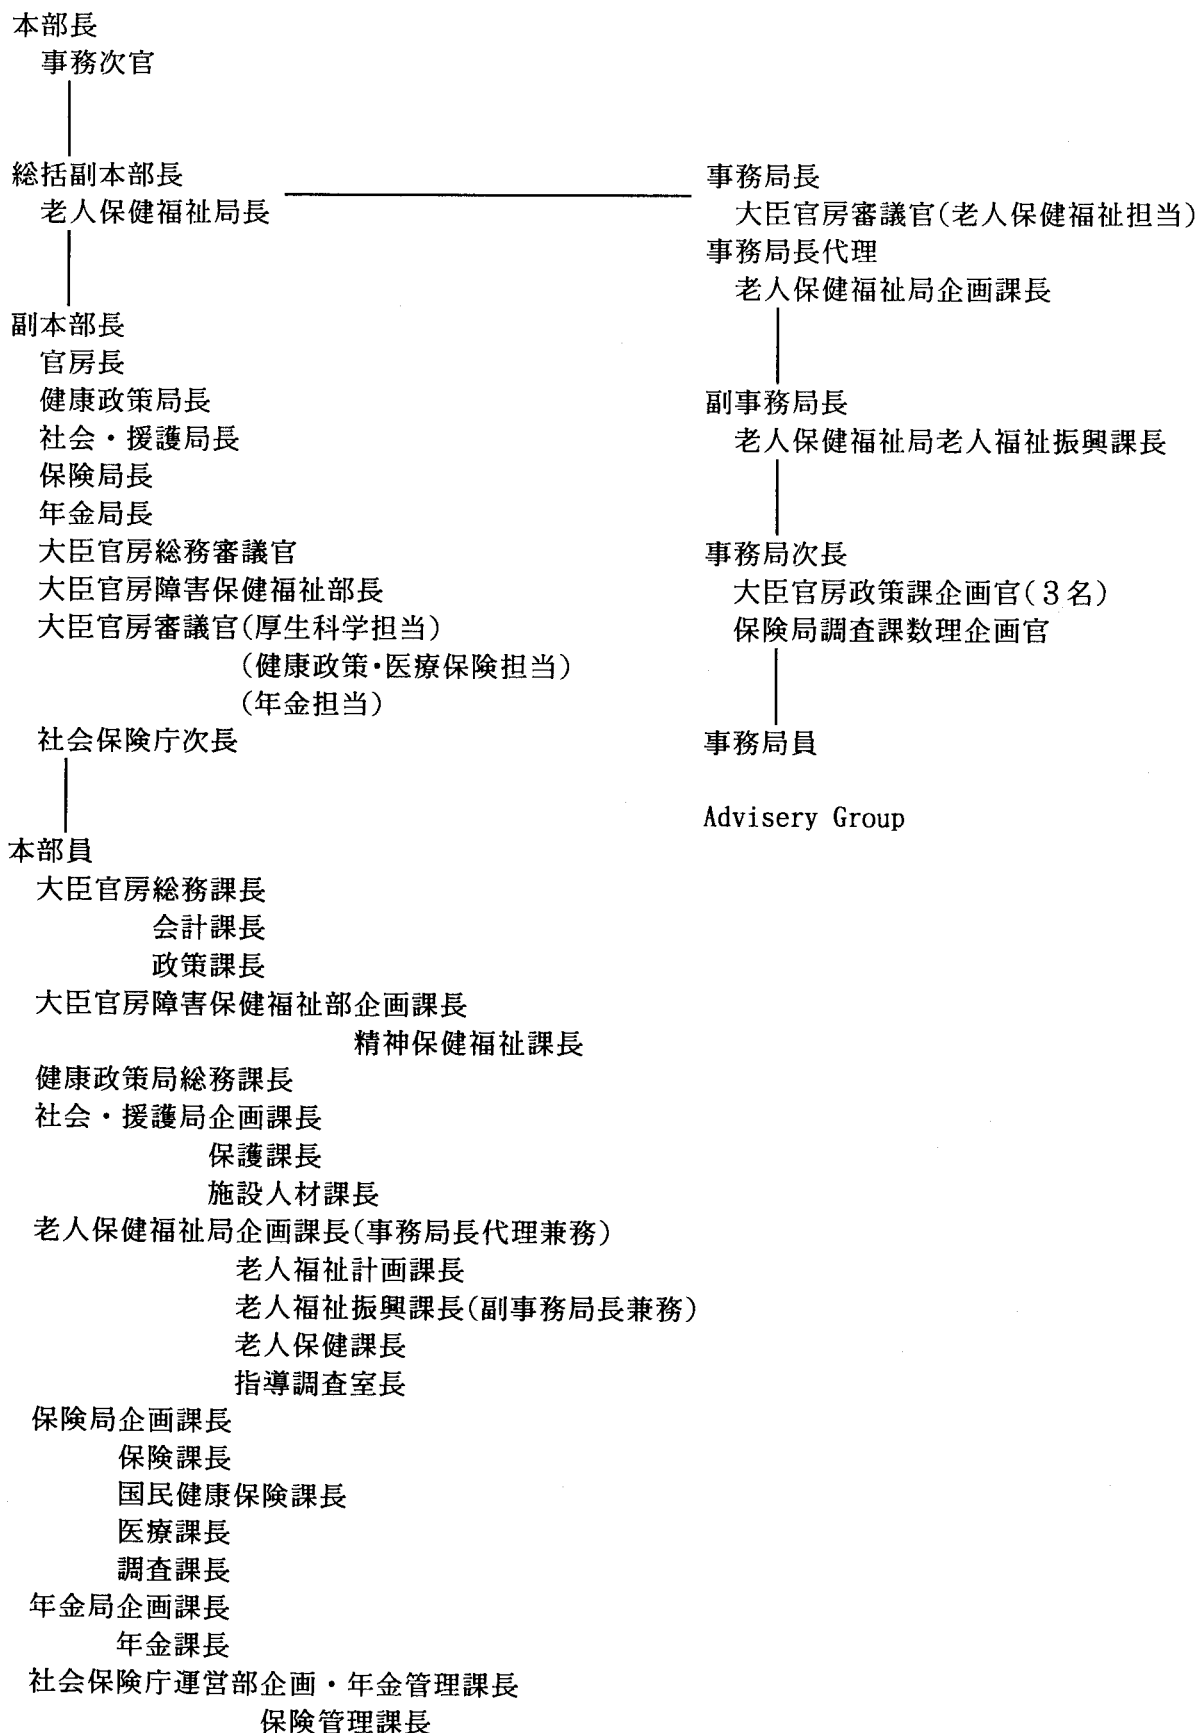 本部長
事務次官
総括副本部長
老人保健福祉局長
副本部長
官房長
健康政策局長
社会・援護局長
保険局長
年金局長
大臣官房総務審議官
大臣官房障害保健福祉部長
大臣官房審議官(厚生科学担当)
(健康政策・医療保険担当)
(年金担当)
社会保険庁次長
本部員
大臣官房総務課長
会計課長
政策課長
大臣官房障害保健福祉部企画課長
精神保健福祉課長
健康政策局総務課長
社会・援護局企画課長
保護課長
施設人材課長
老人保健福祉局企画課長(事務局長代理兼務)
老人福祉計画課長
老人福祉振興課長(副事務局長兼務)
老人保健課長
指導調査室長
保険局企画課長
保険課長
国民健康保険課長
医療課長
調査課長
年金局企画課長
年金課長
社会保険庁運営部企画・年金管理課長
保険管理課長
事務局長
大臣官房審議官(老人保健福祉担当)
事務局長代理
老人保健福祉局企画課長
副事務局長
老人保健福祉局老人福祉振興課長
事務局次長
大臣官房政策課企画官(3名)
保険局調査課数理企画官
事務局員
Advisery Group